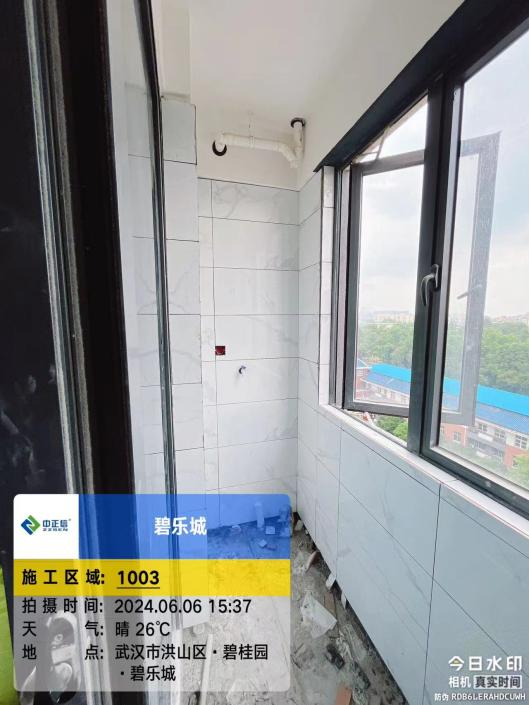 中正信
碧乐城
施工区域: 1003
拍摄时间: 2024.06.06 15:37
天气: 晴 26℃
地点: 武汉市洪山区·碧桂园
·碧乐城
今日水印
相机 真实时间
防伪 RDB6LERAHDCUWH